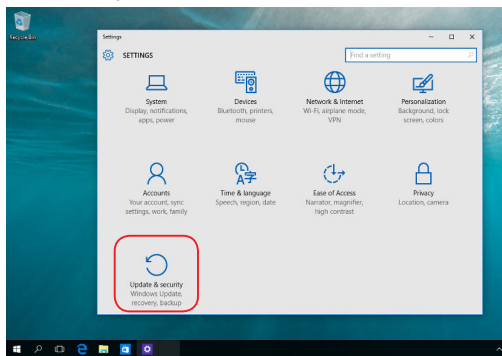 Recycle Bin
Settings
SETTINGS
Find a setting
System
Display, notifications,
apps, power
Devices
Bluetooth, printers,
mouse
Network & Internet
Wi-Fi, airplane mode,
VPN
Personalization
Background, lock
screen, colors
Accounts
Your account, sync
settings, work, family
Time & language
Speech, region, date
Ease of Access
Narrator, magnifier,
high contrast
Privacy
Location, camera
Update & security
Windows Update,
recovery, backup